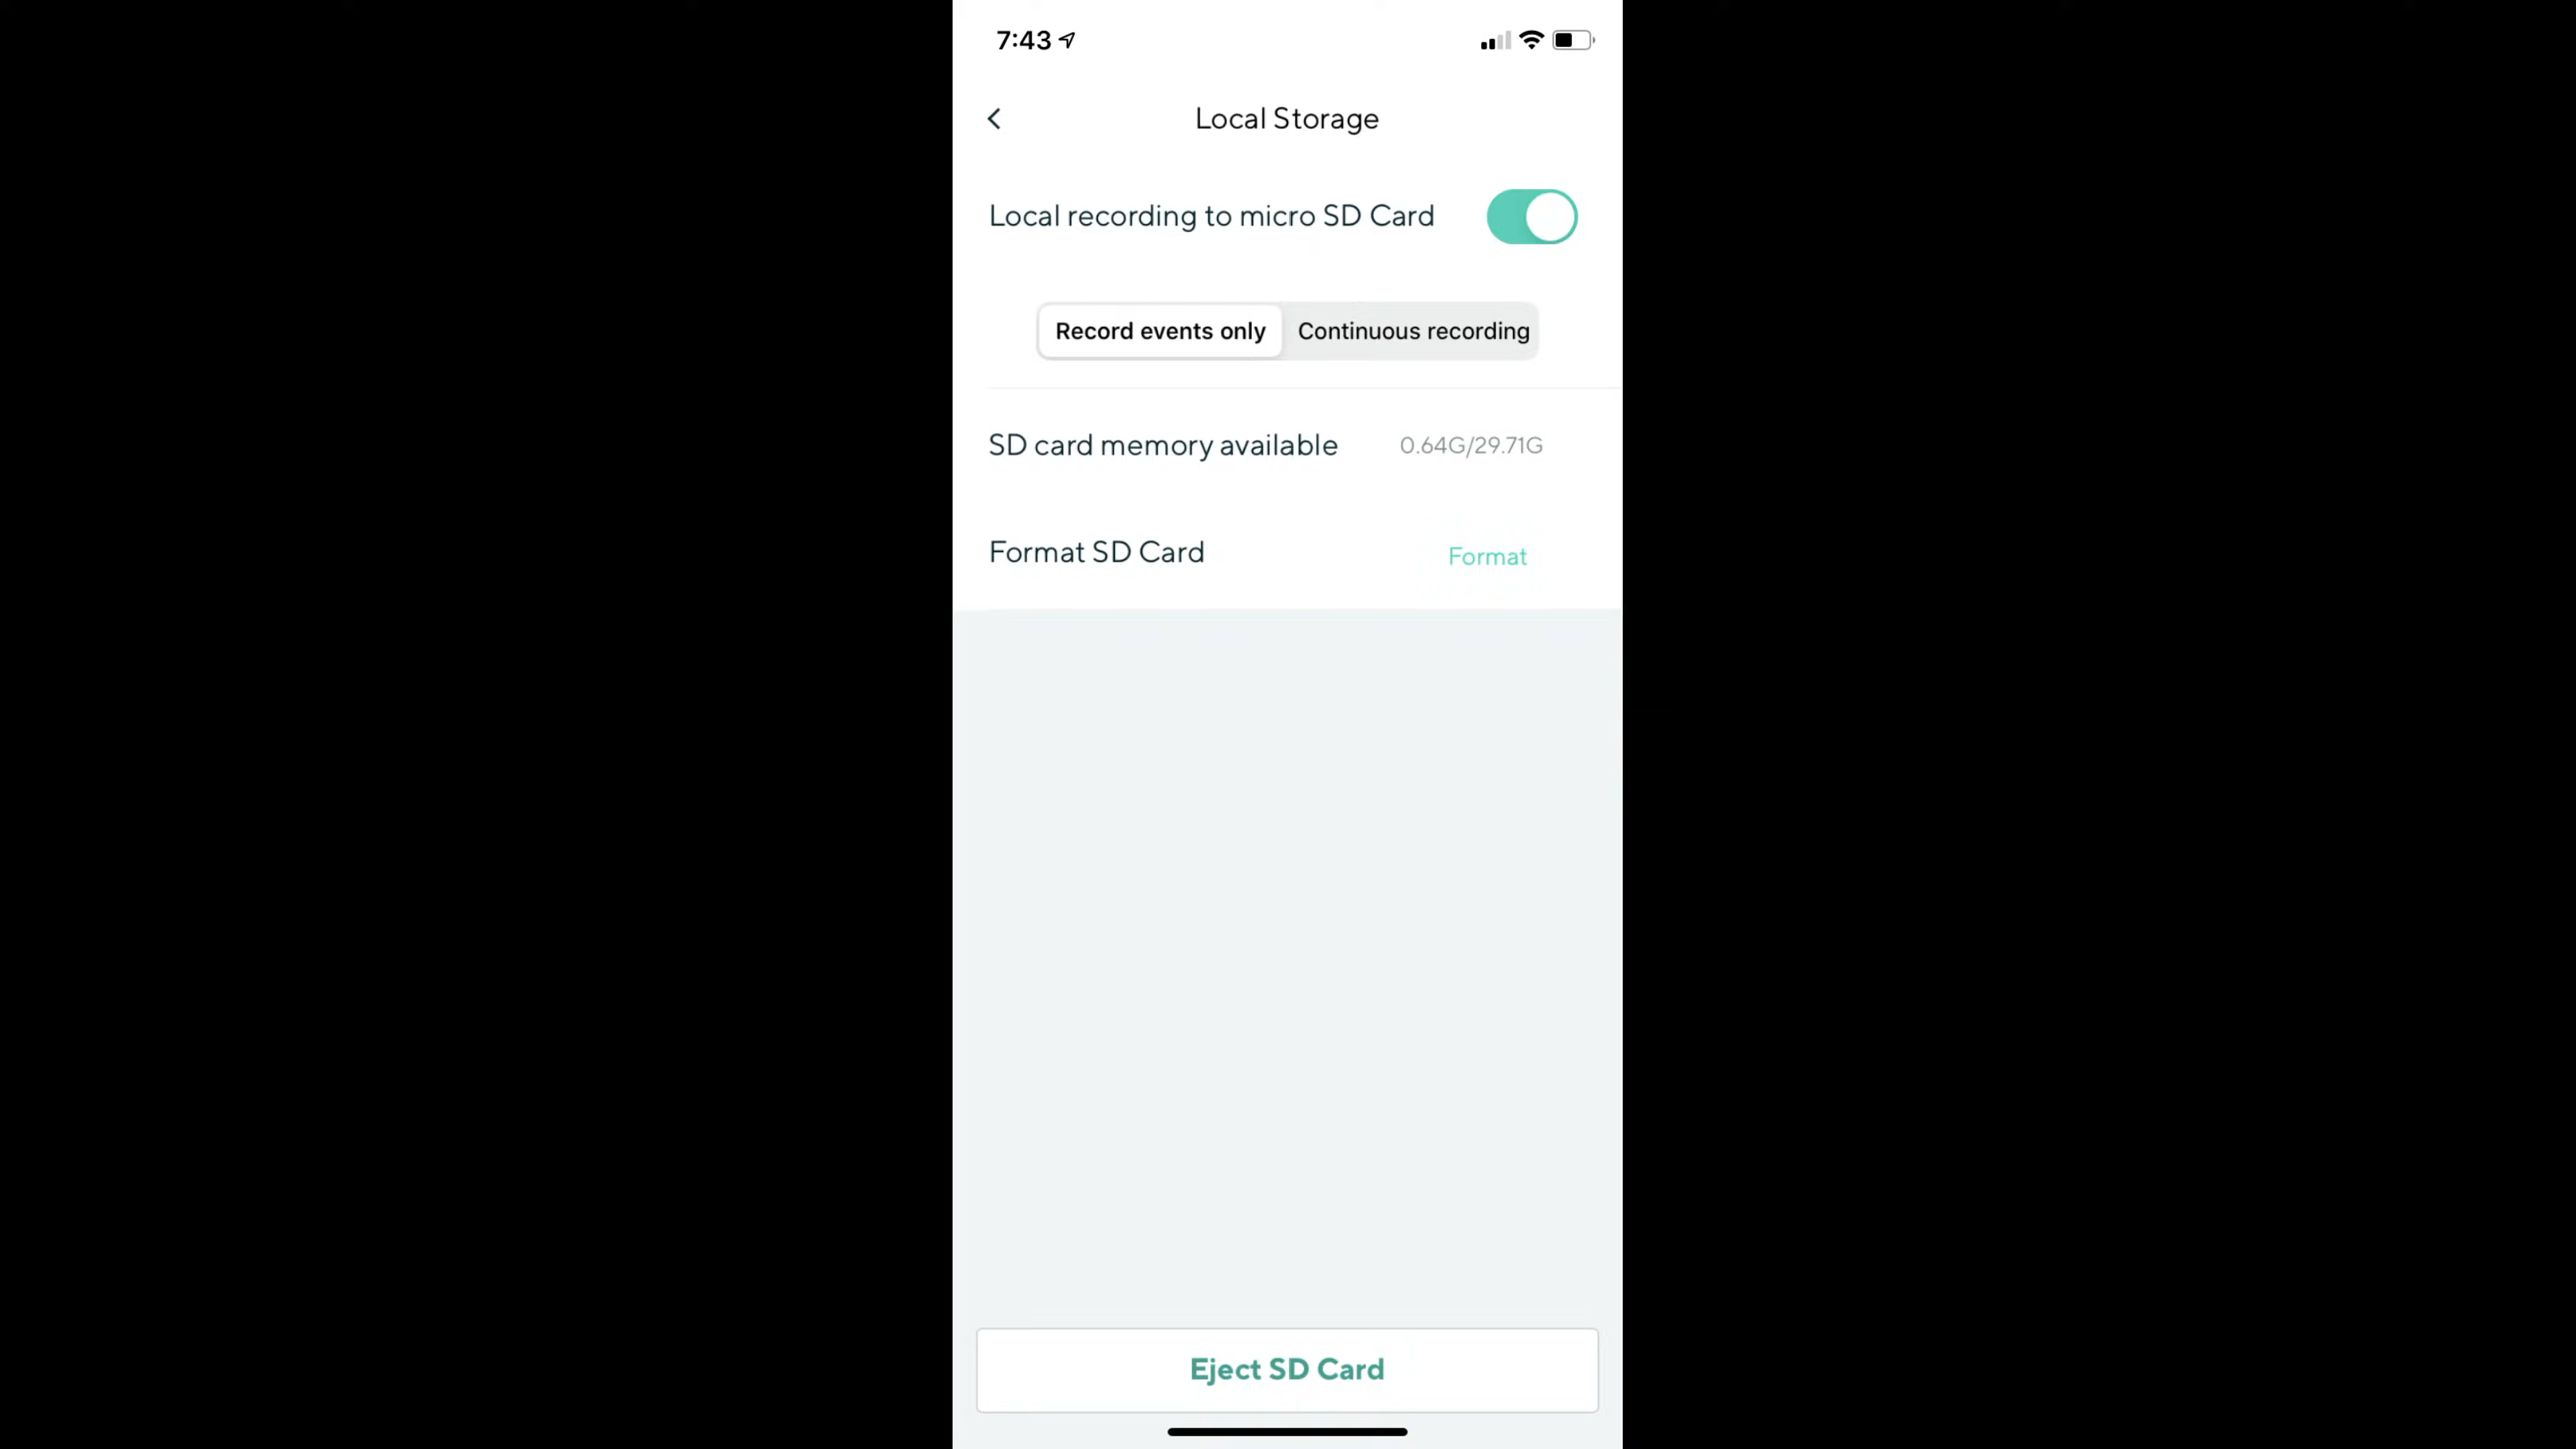 7:43
Local Storage
Local recording to micro SD Card
Record events only Continuous recording
SD card memory available 0.64G/29.71G
Format SD Card Format
Eject SD Card